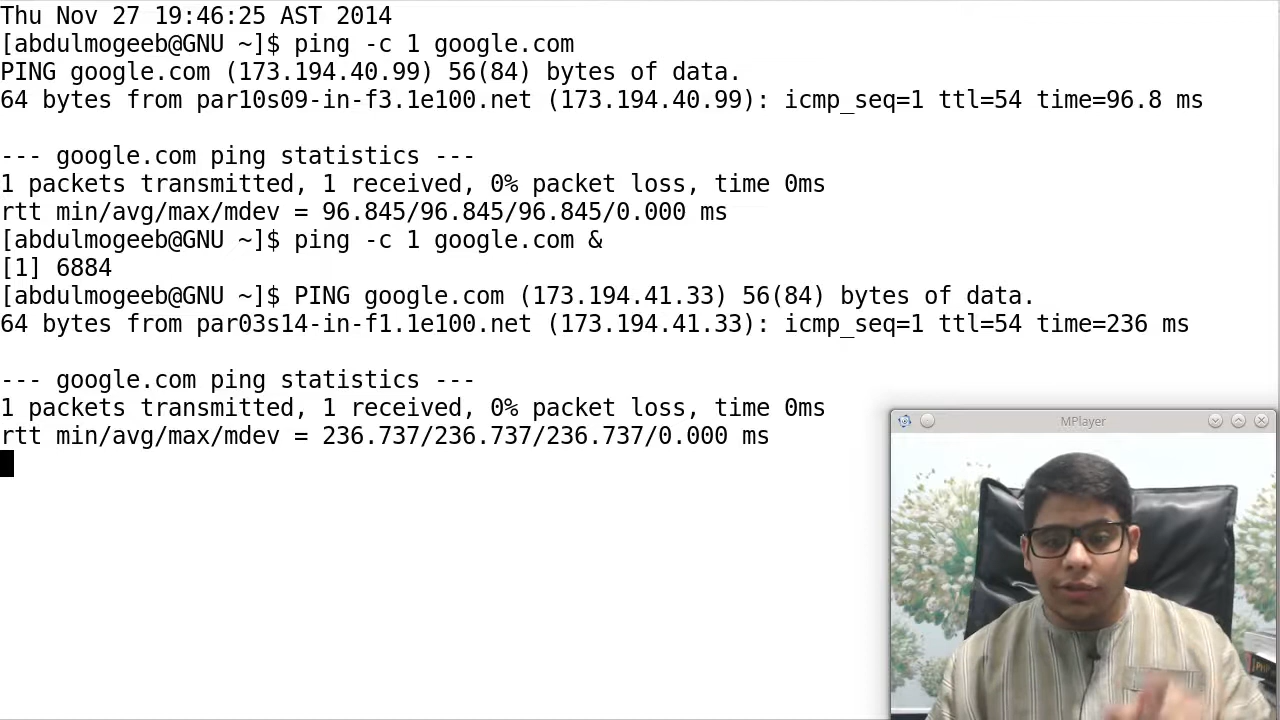 Thu Nov 27 19:46:25 AST 2014
[abdulmogeeb@GNU ~]$ ping -c 1 google.com
PING google.com (173.194.40.99) 56(84) bytes of data.
64 bytes from par10s09-in-f3.1e100.net (173.194.40.99): icmp_seq=1 ttl=54 time=96.8 ms
--- google.com ping statistics ---
1 packets transmitted, 1 received, 0% packet loss, time 0ms
rtt min/avg/max/mdev = 96.845/96.845/96.845/0.000 ms
[abdulmogeeb@GNU ~]$ ping -c 1 google.com &
[1] 6884
[abdulmogeeb@GNU ~]$ PING google.com (173.194.41.33) 56(84) bytes of data.
64 bytes from par03s14-in-f1.1e100.net (173.194.41.33): icmp_seq=1 ttl=54 time=236 ms
--- google.com ping statistics ---
1 packets transmitted, 1 received, 0% packet loss, time 0ms
rtt min/avg/max/mdev = 236.737/236.737/236.737/0.000 ms
MPlayer
PHP